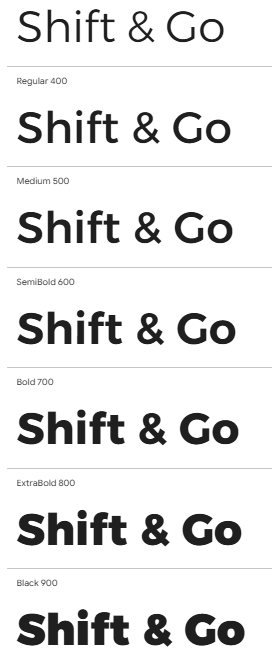 Shift & Go
Regular 400
Shift & Go
Medium 500
Shift & Go
SemiBold 600
Shift & Go
Bold 700
Shift & Go
ExtraBold 800
Shift & Go
Black 900
Shift & Go